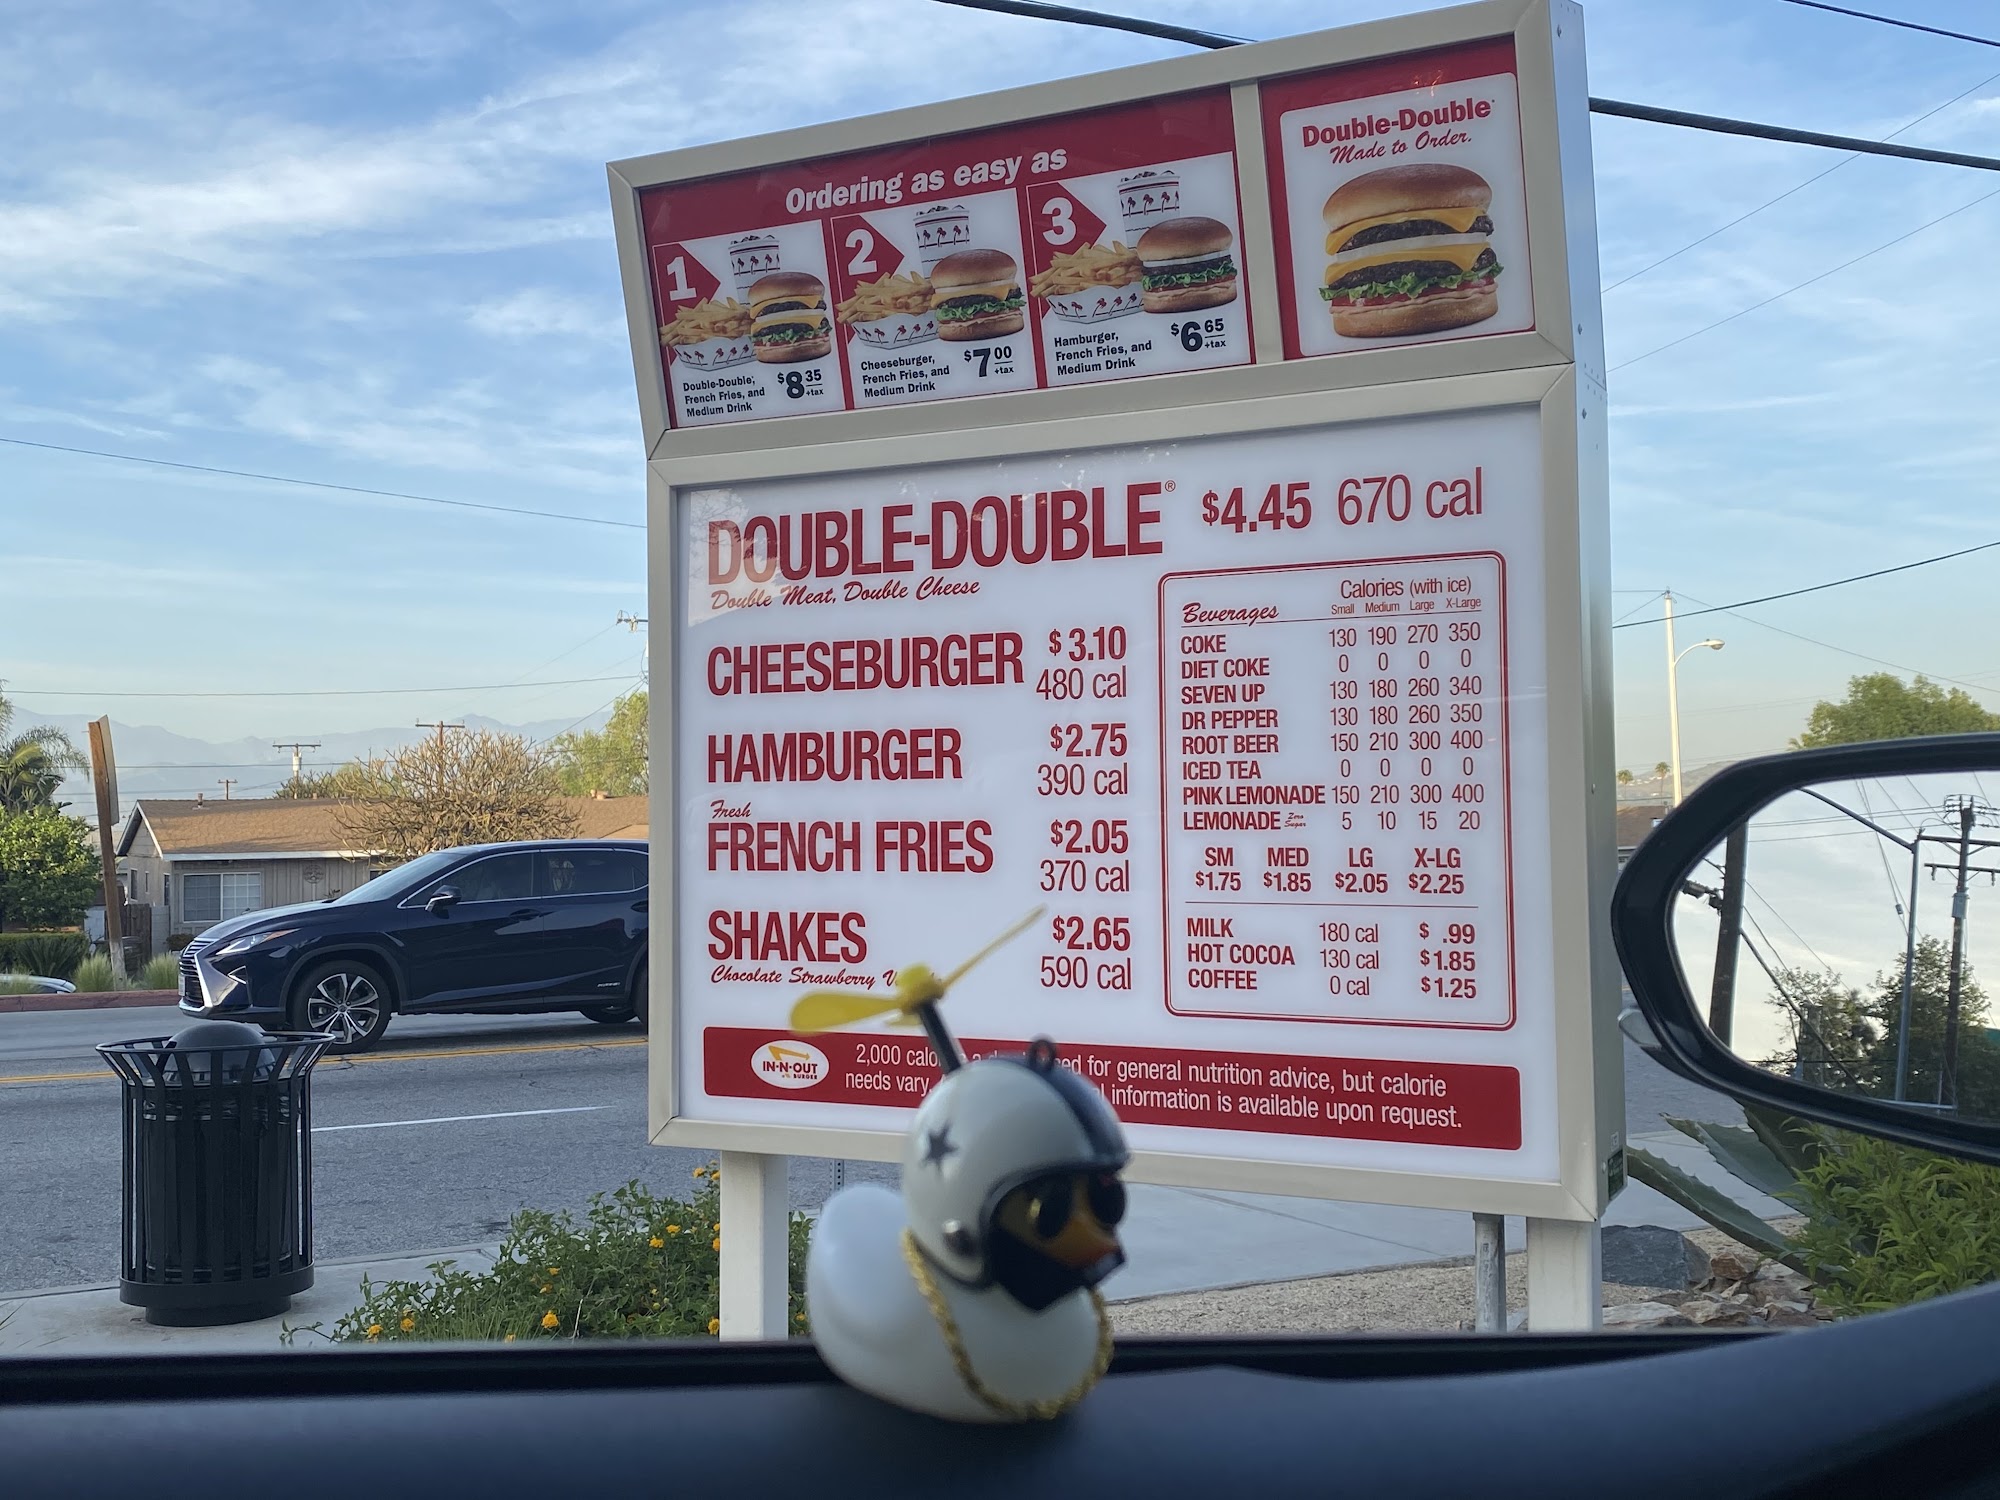 Ordering as easy as
1
Double-Double,
French Fries, and
Medium Drink
$8 35
+tax
2
Cheeseburger,
French Fries, and
Medium Drink
$7 00
+tax
3
Hamburger,
French Fries, and
Medium Drink
$6 65
+tax
Double-Double
Made to Order.
DOUBLE-DOUBLE® $4.45 670 cal
Double Meat, Double Cheese
CHEESEBURGER $3.10
480 cal
HAMBURGER $2.75
390 cal
Fresh
FRENCH FRIES $2.05
370 cal
SHAKES $2.65
Chocolate Strawberry 590 cal
Calories (with ice)
Beverages Small Medium Large X-Large
COKE 130 190 270 350
DIET COKE 0 0 0 0
SEVEN UP 130 180 260 340
DR PEPPER 130 180 260 350
ROOT BEER 150 210 300 400
ICED TEA 0 0 0 0
PINK LEMONADE 150 210 300 400
LEMONADE Zero Sugar 5 10 15 20
SM MED LG X-LG
$1.75 $1.85 $2.05 $2.25
MILK 180 cal $ .99
HOT COCOA 130 cal $1.85
COFFEE 0 cal $1.25
IN-N-OUT
BURGER
2,000 for general nutrition advice, but calorie
needs vary. information is available upon request.